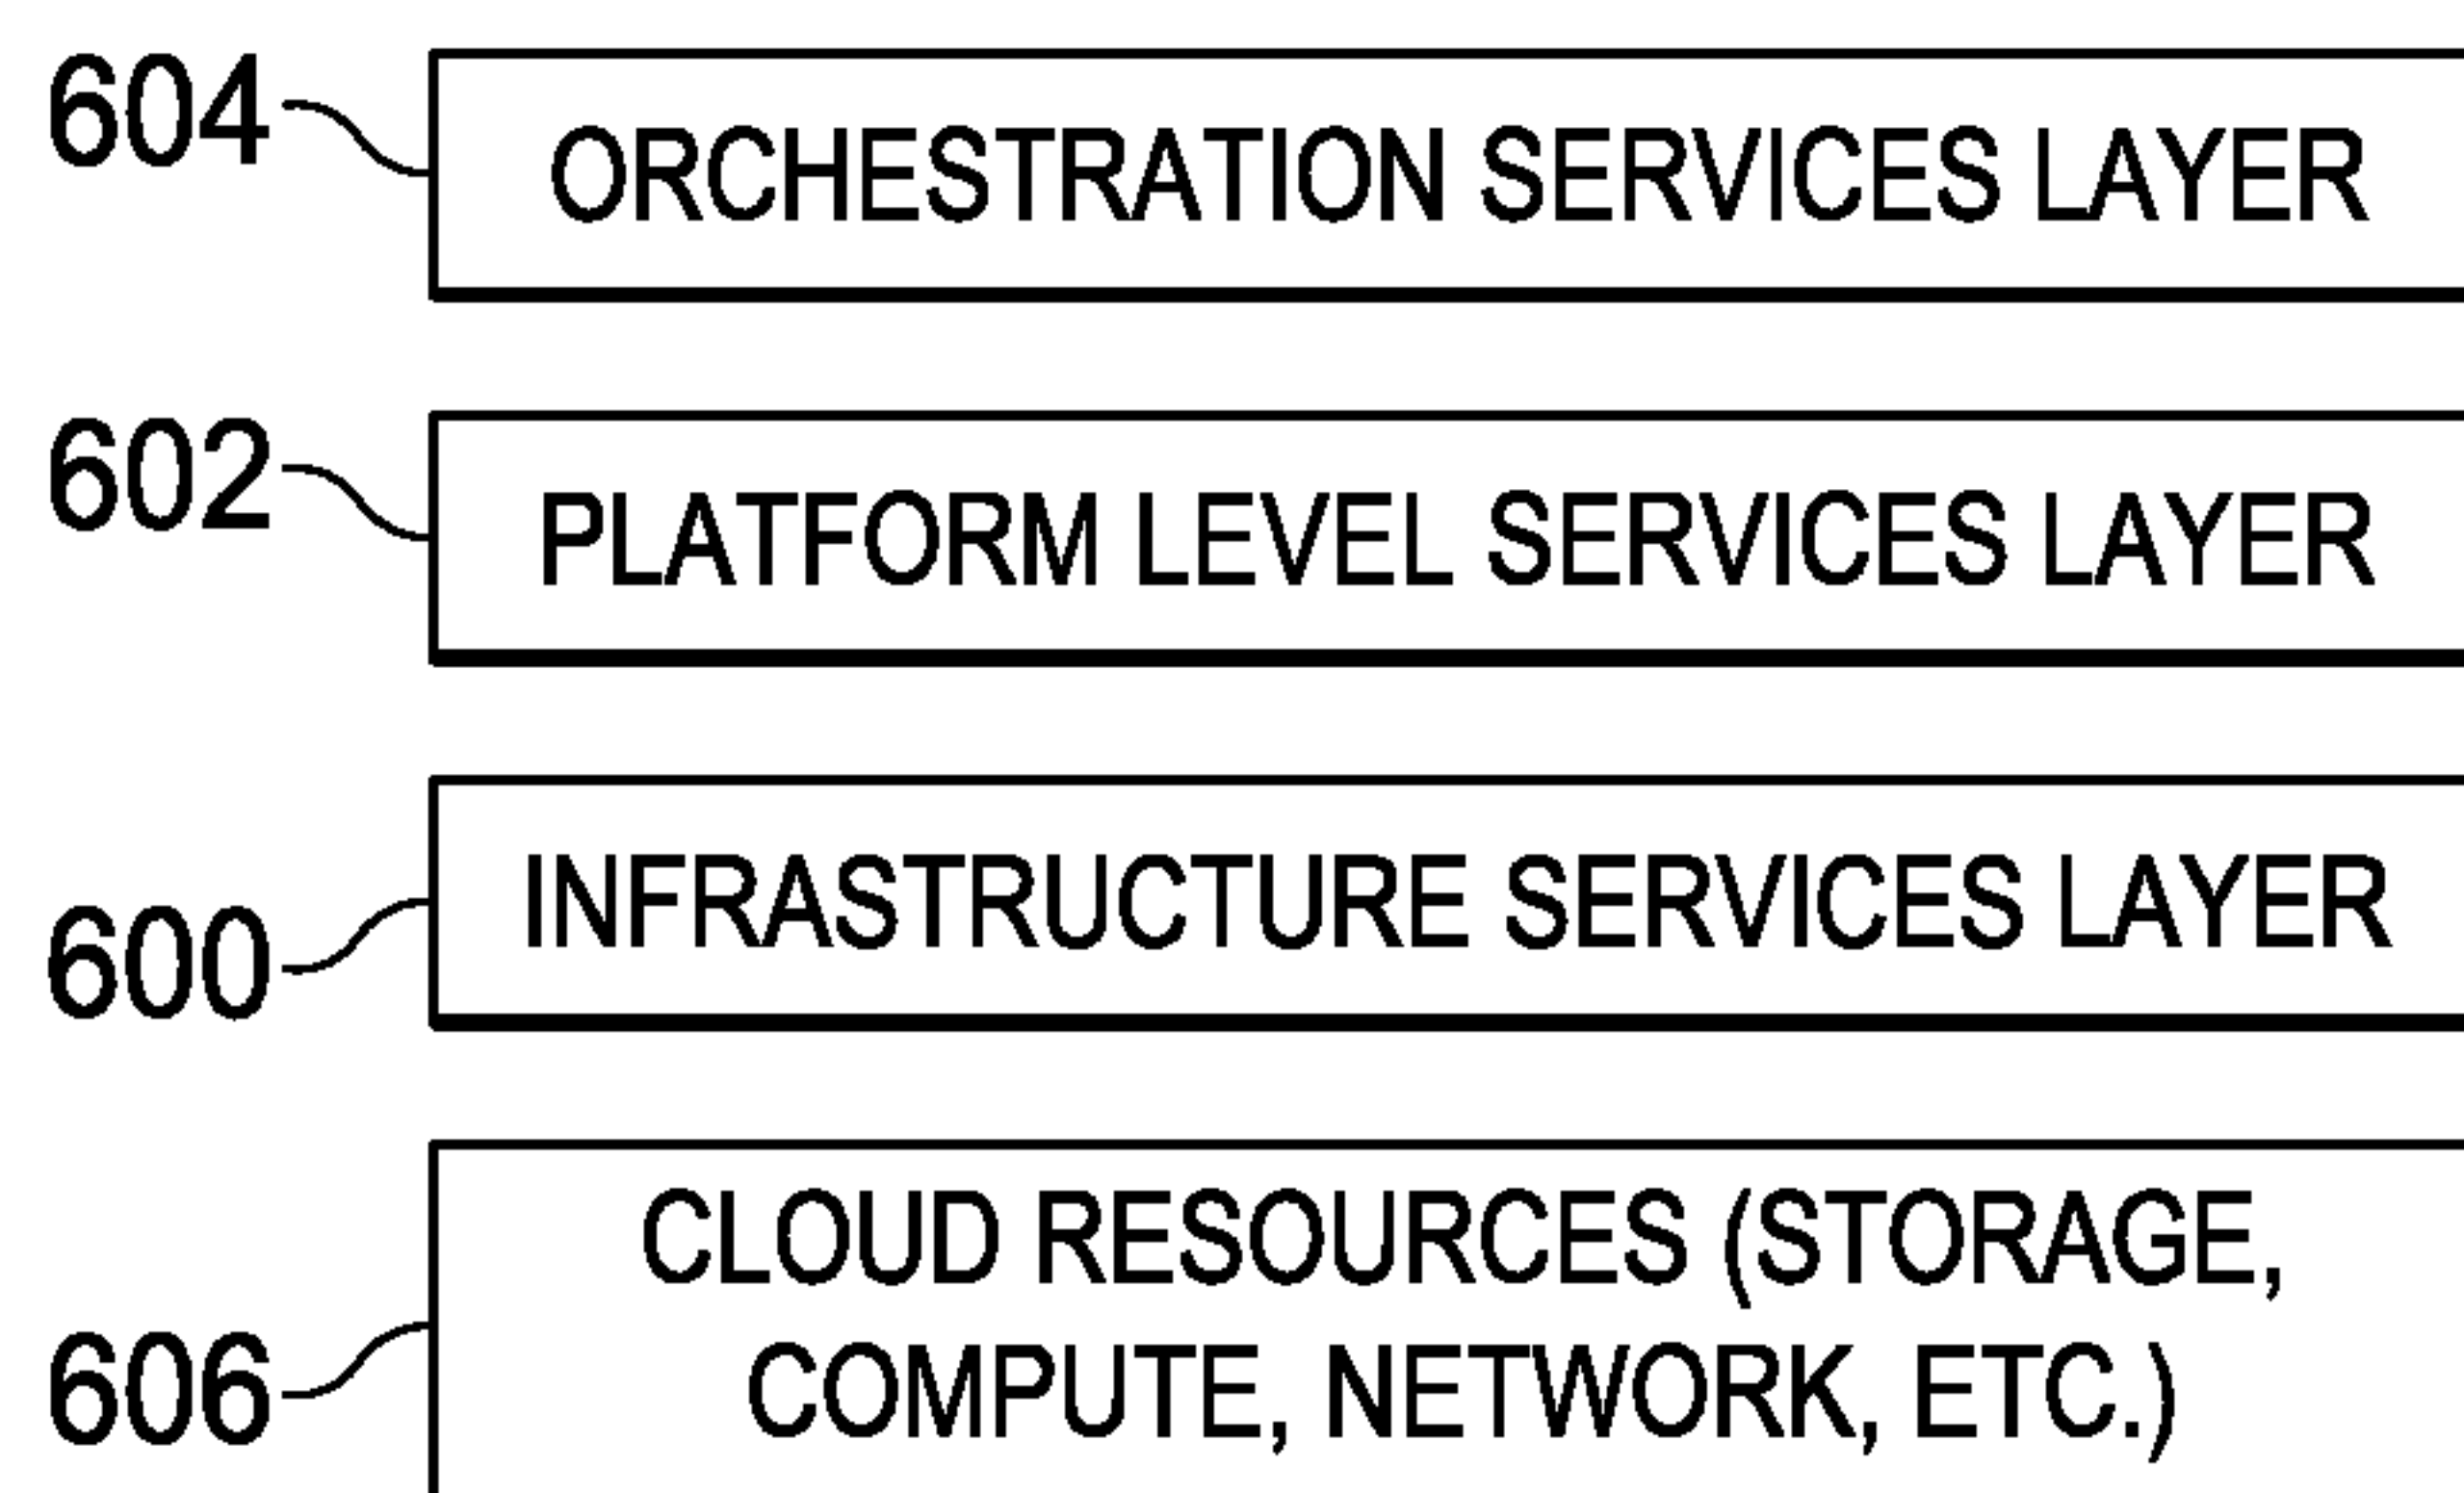 604
ORCHESTRATION SERVICES LAYER
602
PLATFORM LEVEL SERVICES LAYER
INFRASTRUCTURE SERVICES LAYER
600
CLOUD RESOURCES (STORAGE,
COMPUTE, NETWORK, ETC.)
606